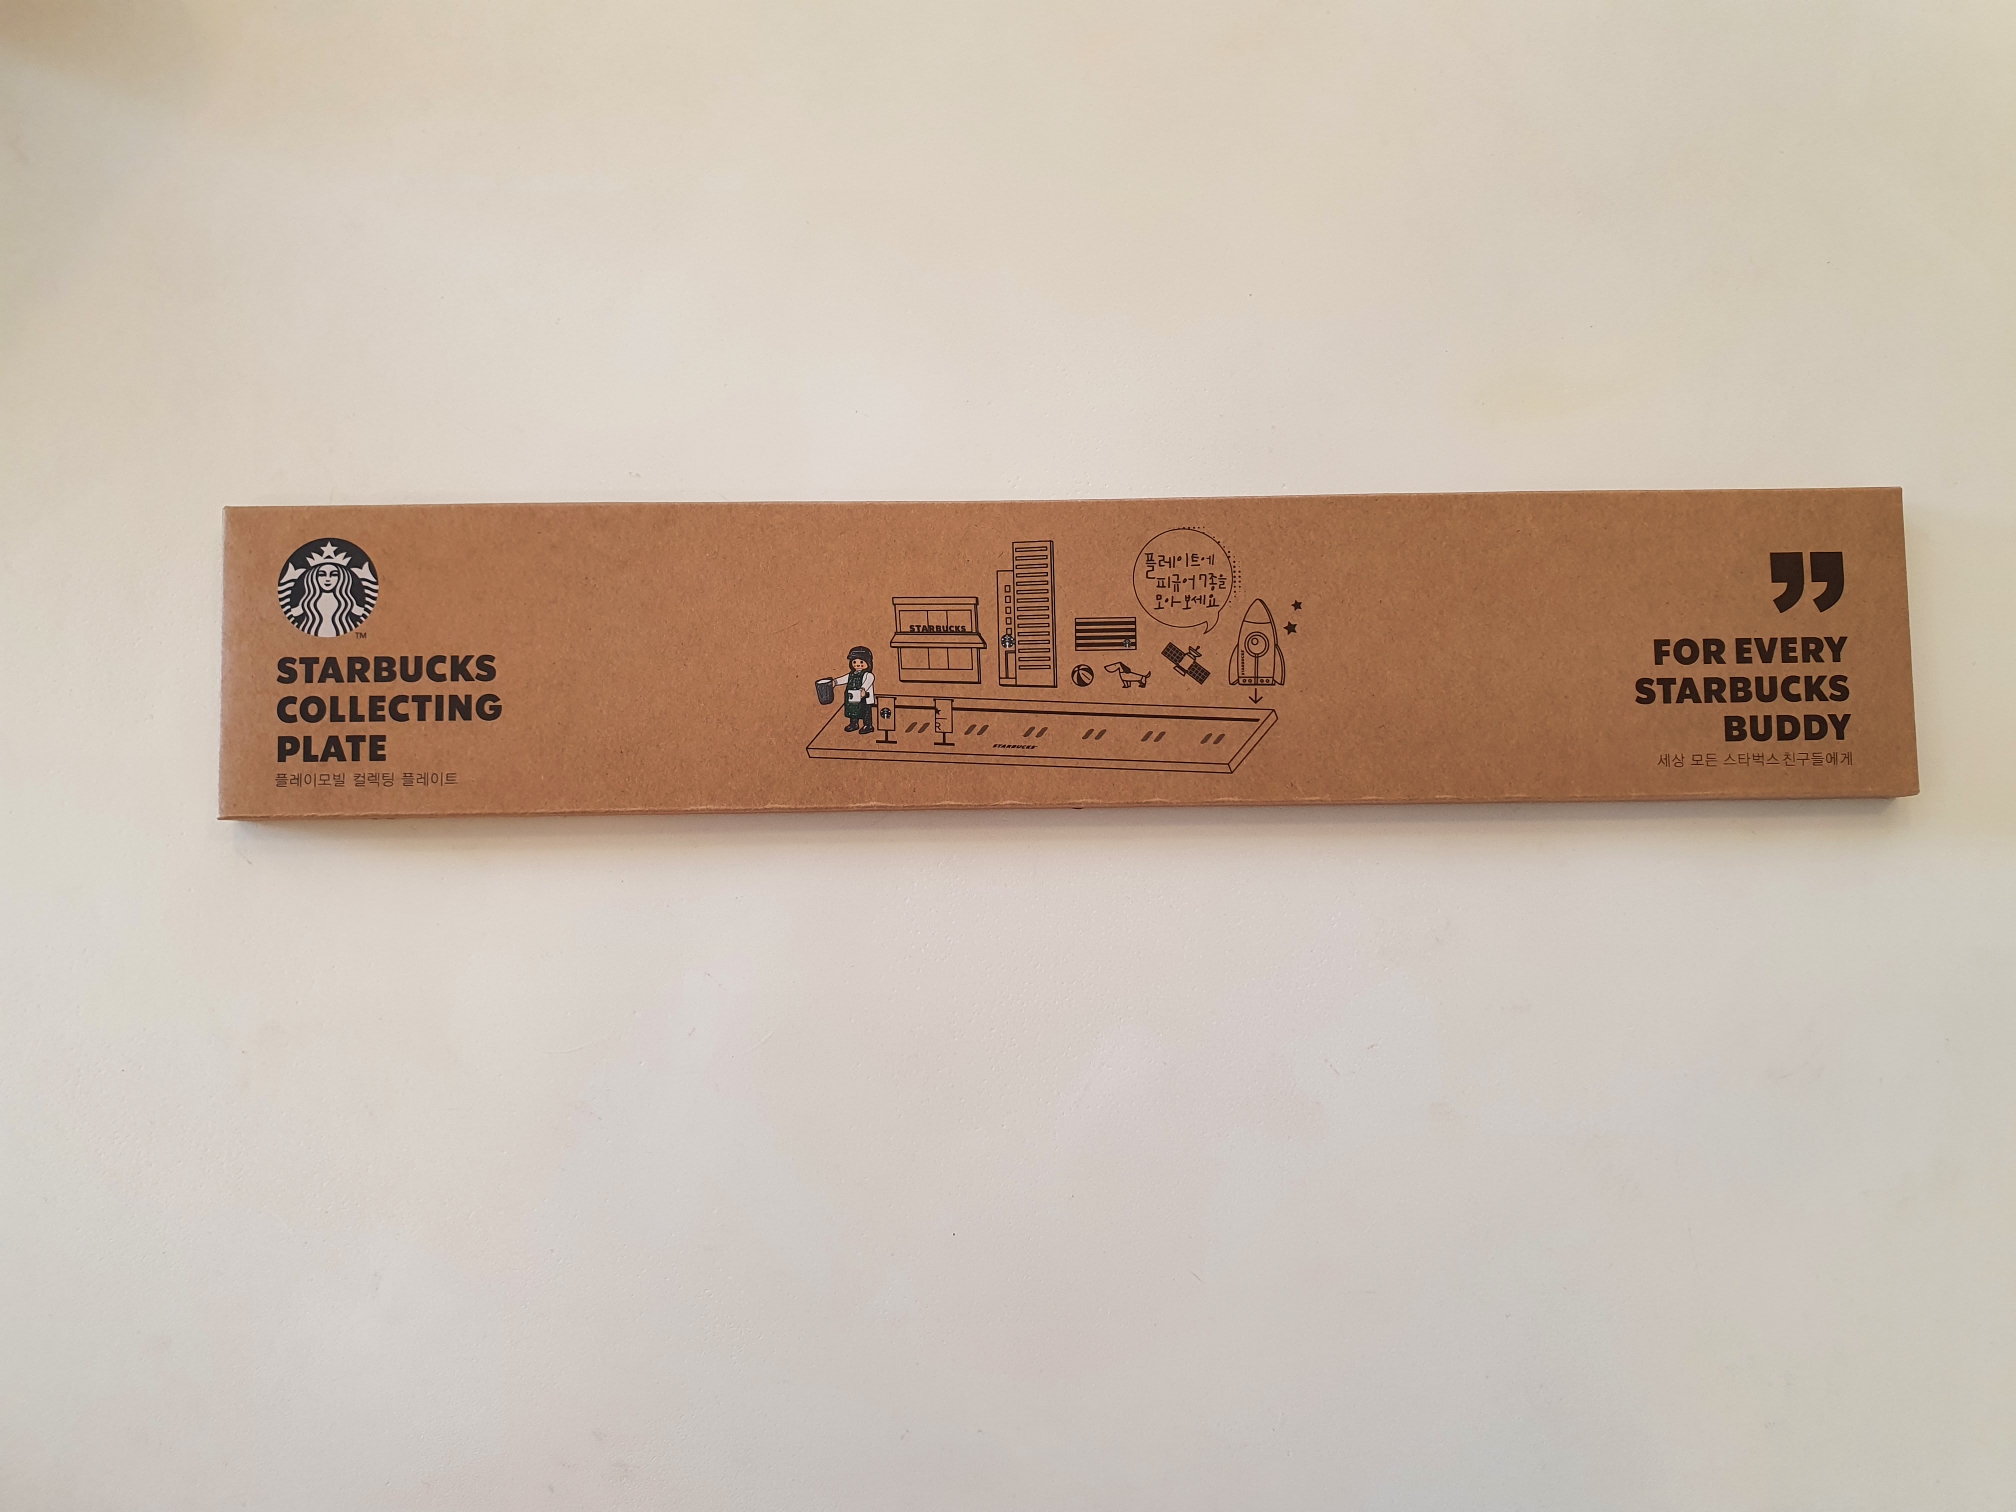 TM
STARBUCKS
COLLECTING
PLATE
플레이모빌 컬렉팅 플레이트
STARBUCKS
플레이트에
피규어 7종을
모아보세요
STARBUCKS
R
STARBUCKS
”
FOR EVERY
STARBUCKS
BUDDY
세상 모든 스타벅스 친구들에게